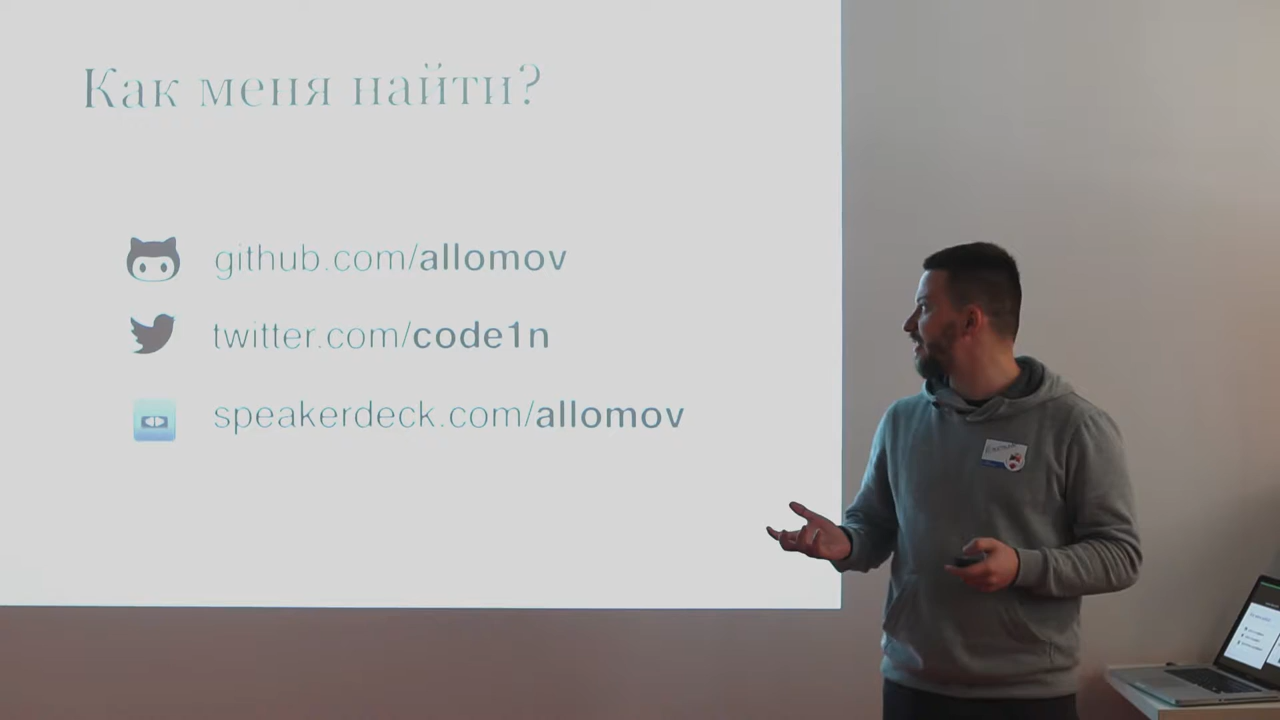 Как меня найти?
github.com/allomov
twitter.com/code1n
speakerdeck.com/allomov